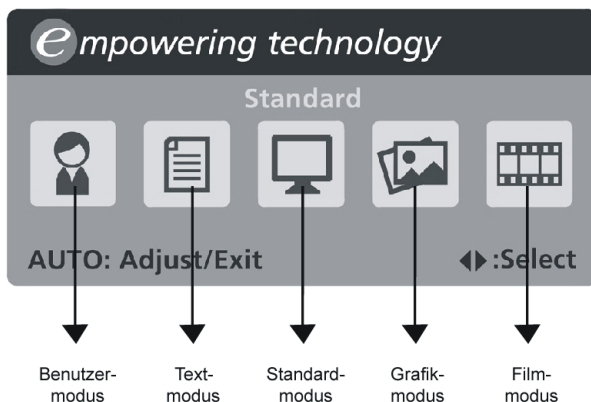 empowering technology
Standard
AUTO: Adjust/Exit
:Select
Benutzer- Text- Standard- Grafik- Film-
modus modus modus modus modus